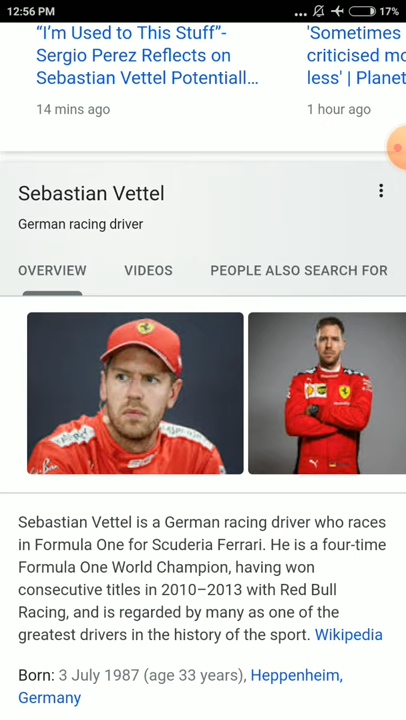 12:56 PM
17%
"I'm Used to This Stuff"-
Sergio Perez Reflects on
Sebastian Vettel Potentiall...
14 mins ago
'Sometimes
criticised mo
less' | Planet
1 hour ago
Sebastian Vettel
German racing driver
OVERVIEW VIDEOS PEOPLE ALSO SEARCH FOR
Sebastian Vettel is a German racing driver who races
in Formula One for Scuderia Ferrari. He is a four-time
Formula One World Champion, having won
consecutive titles in 2010–2013 with Red Bull
Racing, and is regarded by many as one of the
greatest drivers in the history of the sport. Wikipedia
Born: 3 July 1987 (age 33 years), Heppenheim,
Germany